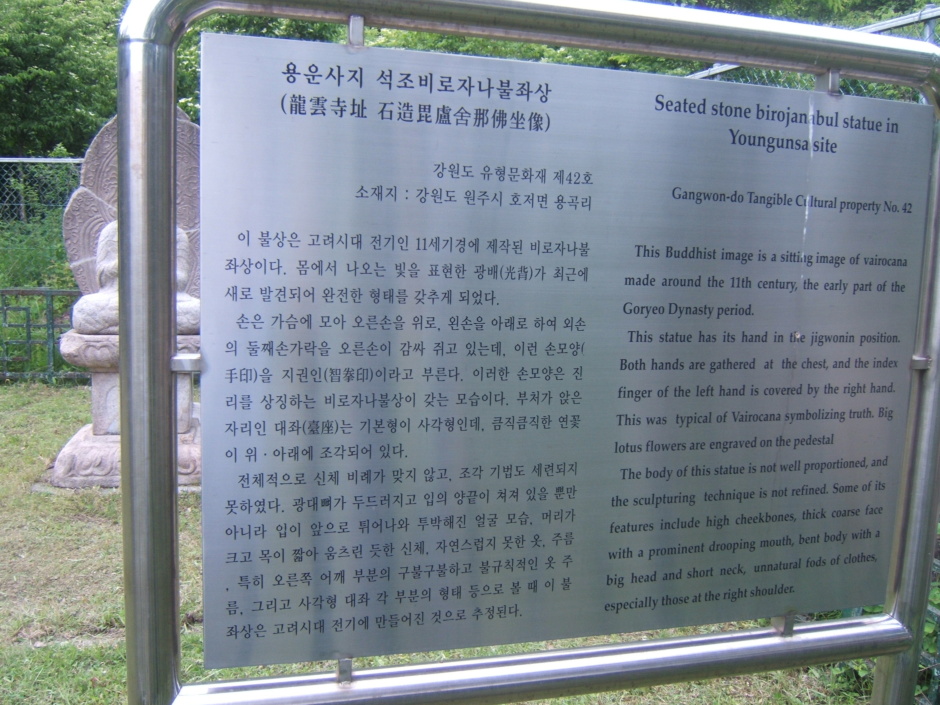 용운사지 석조비로자나불좌상
(龍雲寺址 石造毘盧舍那佛坐像)
강원도 유형문화재 제42호
소재지 : 강원도 원주시 호저면 용곡리
이 불상은 고려시대 전기인 11세기경에 제작된 비로자나불
좌상이다. 몸에서 나오는 빛을 표현한 광배(光背)가 최근에
새로 발견되어 완전한 형태를 갖추게 되었다.
손은 가슴에 모아 오른손을 위로, 왼손을 아래로 하여 외손
의 둘째손가락을 오른손이 감싸 쥐고 있는데, 이런 손모양(
手印)을 지권인(智拳印)이라고 부른다. 이러한 손모양은 진
리를 상징하는 비로자나불상이 갖는 모습이다. 부처가 앉은
자리인 대좌(臺座)는 기본형이 사각형인데, 큼직큼직한 연꽃
이 위 · 아래에 조각되어 있다.
전체적으로 신체 비례가 맞지 않고, 조각 기법도 세련되지
못하였다. 광대뼈가 두드러지고 입의 양끝이 쳐져 있을 뿐만
아니라 입이 앞으로 튀어나와 투박해진 얼굴 모습, 머리가
크고 목이 짧아 움츠린 듯한 신체, 자연스럽지 못한 옷, 주름
, 특히 오른쪽 어깨 부분의 구불구불하고 불규칙적인 옷 주
름, 그리고 사각형 대좌 각 부분의 형태 등으로 볼 때 이 불
좌상은 고려시대 전기에 만들어진 것으로 추정된다.
Seated stone birojanabul statue in
Youngunsa site
Gangwon-do Tangible Cultural property No. 42
This Buddhist image is a sitting image of vairocana
made around the 11th century, the early part of the
Goryeo Dynasty period.
This statue has its hand in the jigwonin position.
Both hands are gathered at the chest, and the index
finger of the left hand is covered by the right hand.
This was typical of Vairocana symbolizing truth. Big
lotus flowers are engraved on the pedestal
The body of this statue is not well proportioned, and
the sculpturing technique is not refined. Some of its
features include high cheekbones, thick coarse face
with a prominent drooping mouth, bent body with a
big head and short neck, unnatural fods of clothes,
especially those at the right shoulder.